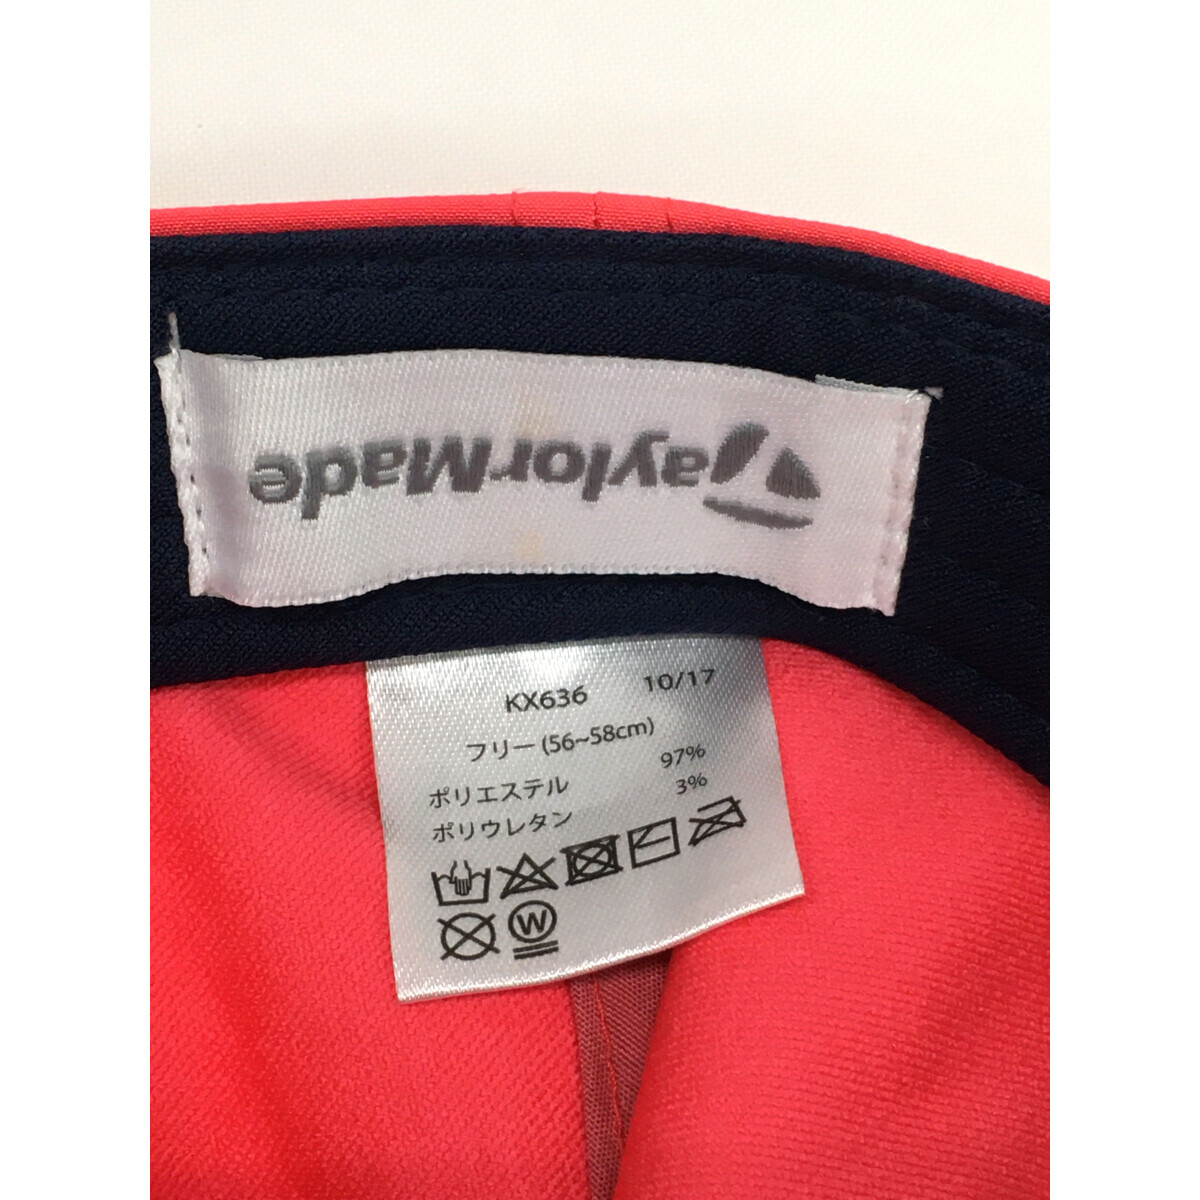 TaylorMade
KX636 10/17
フリー (56~58cm)
ポリエステル 97%
ポリウレタン 3%
W